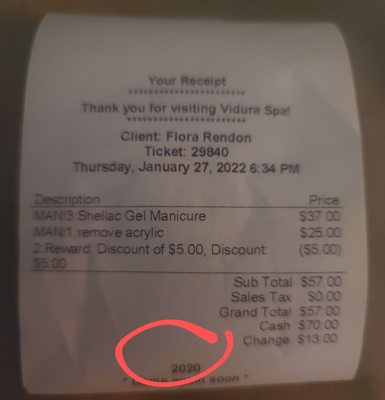 Your Receipt
********************
Thank you for visiting Vidura Spa!
********************
Client: Flora Rendon
Ticket: 29840
Thursday, January 27, 2022 6:34 PM
Description Price
MANI3 Shellac Gel Manicure $37.00
MANI1 remove acrylic $25.00
2 Reward: Discount of $5.00, Discount: ($5.00)
$5.00
Sub Total $57.00
Sales Tax $0.00
Grand Total $57.00
Cash $70.00
Change $13.00
2020
again soon *